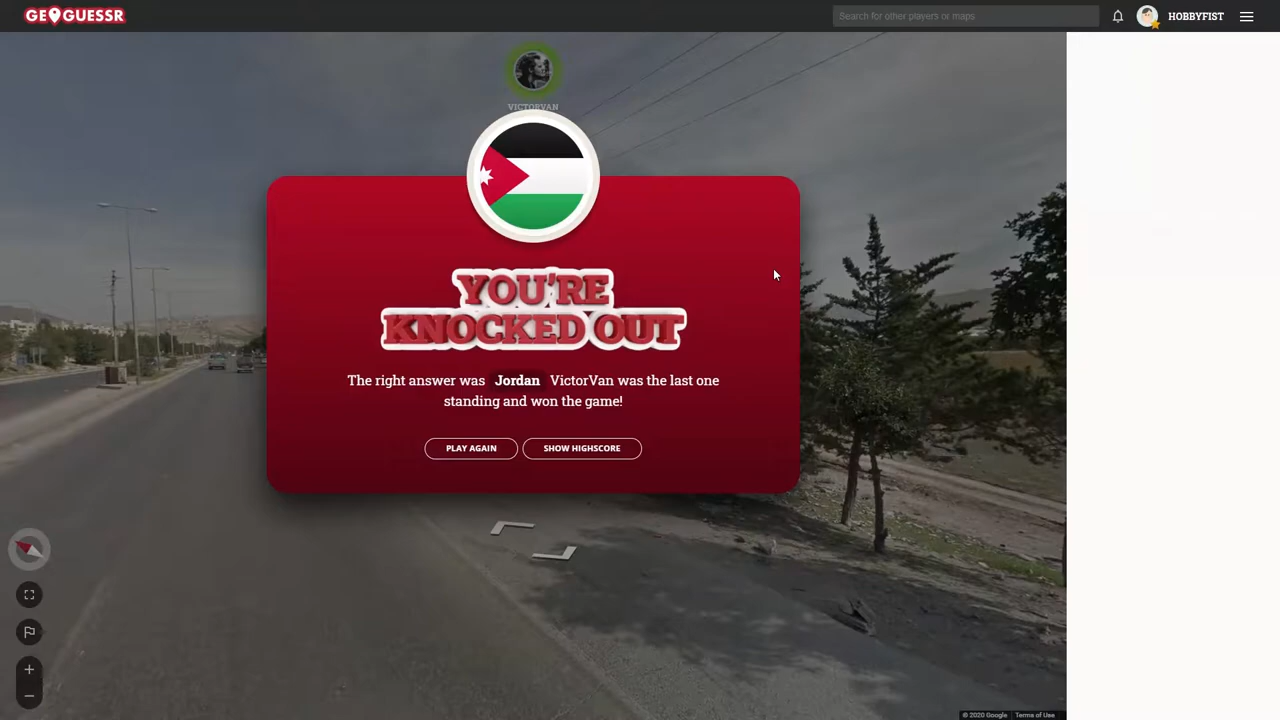 GEOGUESSR
Search for other players or maps
HOBBYFIST
VICTORVAN
YOU'RE
KNOCKED OUT
The right answer was Jordan VictorVan was the last one
standing and won the game!
PLAY AGAIN
SHOW HIGHSCORE
© 2020 Google
Terms of Use